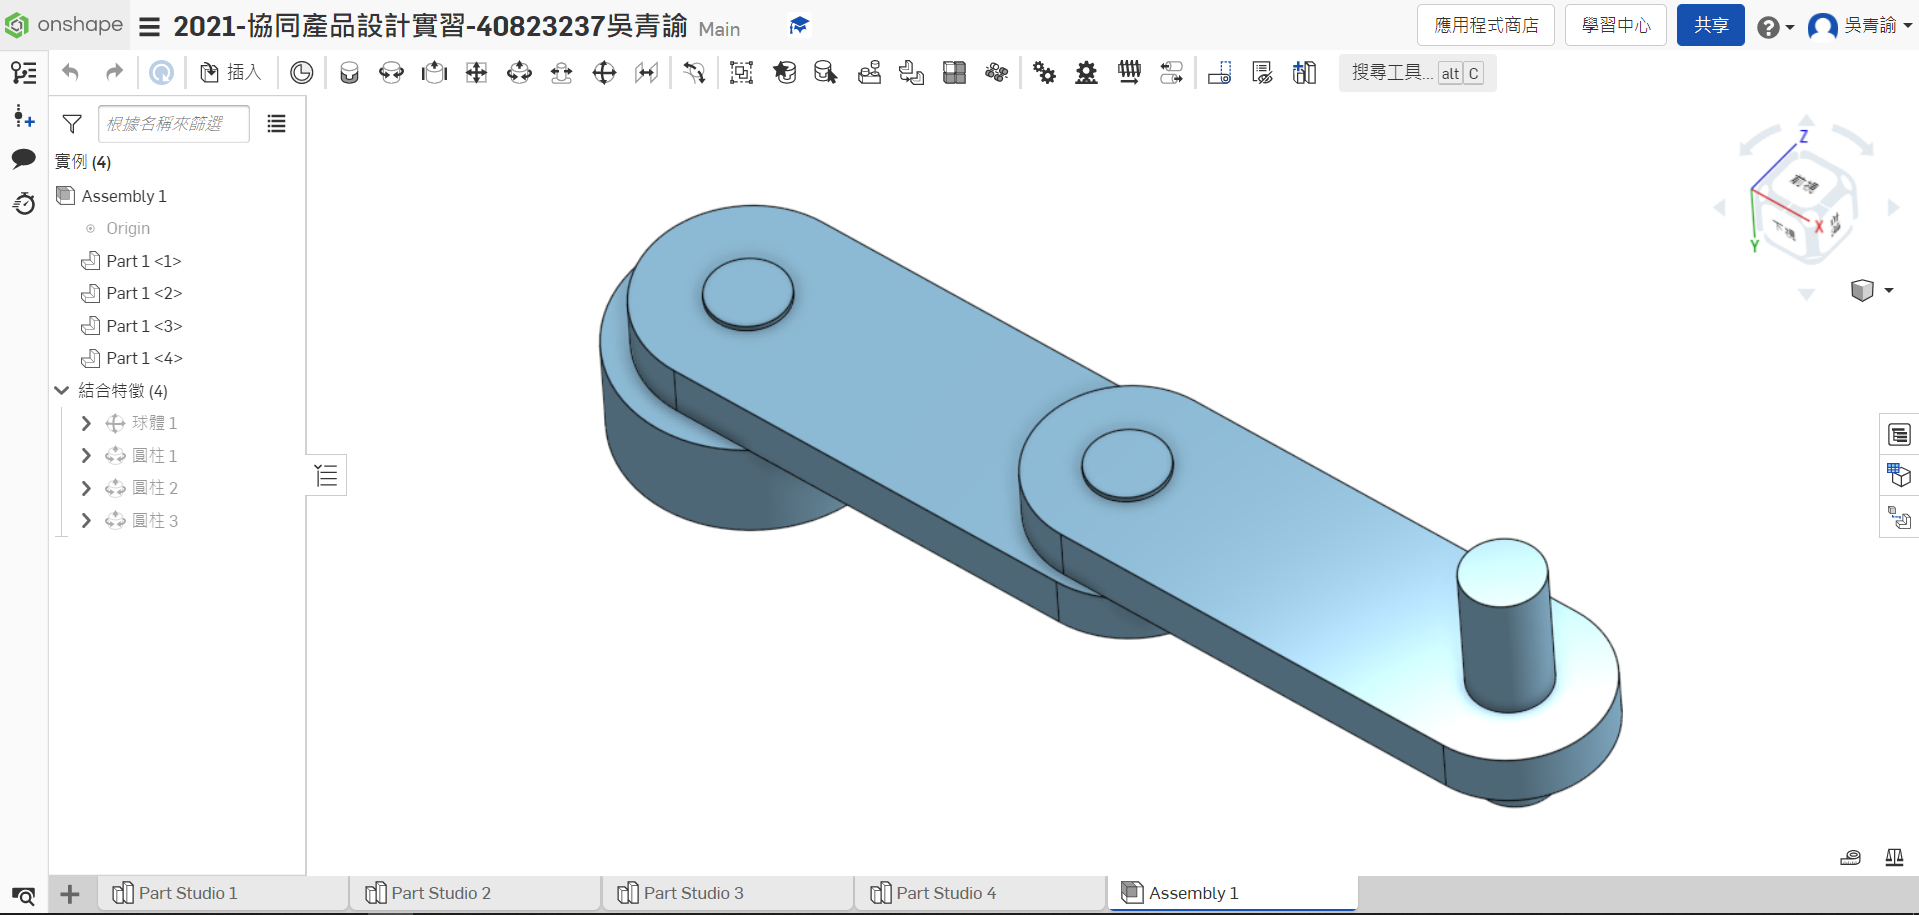 onshape
2021-協同產品設計實習-40823237吳青諭 Main
應用程式商店
學習中心
共享
吳青諭
插入
搜尋工具... alt C
根據名稱來篩選
實例 (4)
Assembly 1
Origin
Part 1 <1>
Part 1 <2>
Part 1 <3>
Part 1 <4>
結合特徵 (4)
球體 1
圓柱 1
圓柱 2
圓柱 3
Z
前視
下視
X
Y
Part Studio 1
Part Studio 2
Part Studio 3
Part Studio 4
Assembly 1